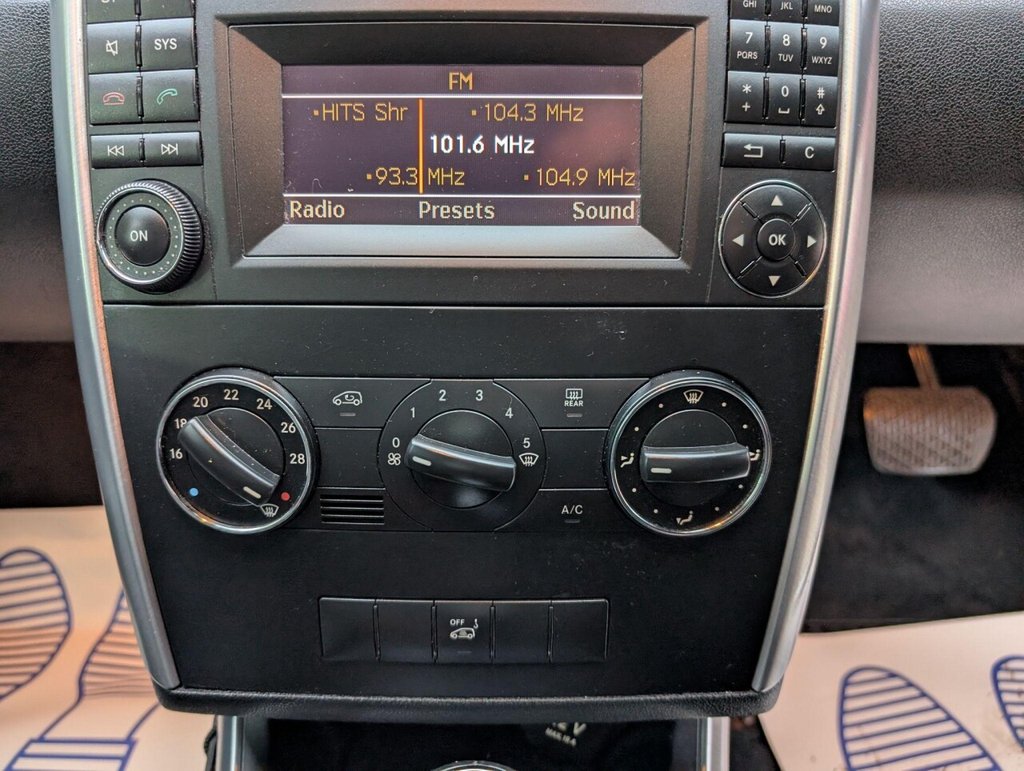 GHI JKL MNO
SYS
7 PQRS 8 TUV 9 WXYZ
* + 0 # 
C
FM
HITS Shr 104.3 MHz
101.6 MHz
93.3 MHz 104.9 MHz
Radio Presets Sound
ON
OK
16 18 20 22 24 26 28
0 1 2 3 4 5
REAR
A/C
OFF